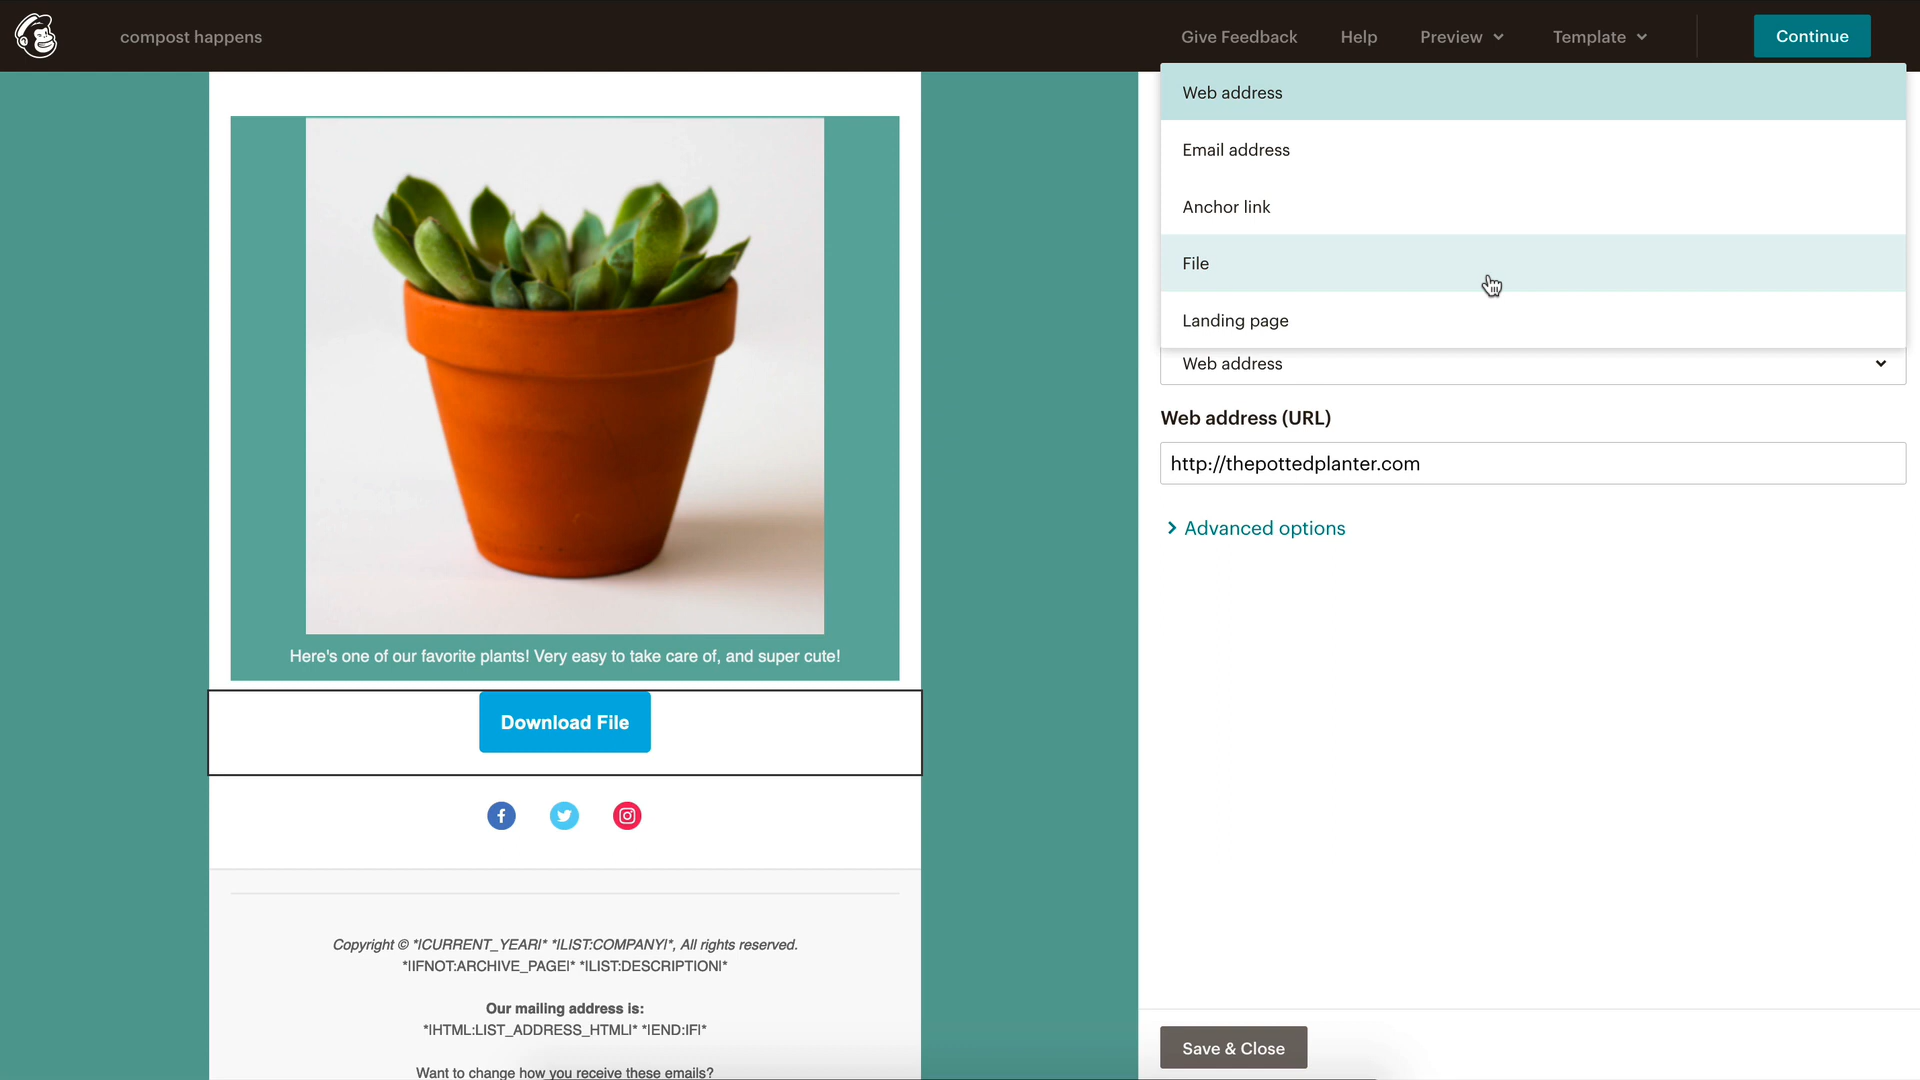 compost happens
Give Feedback
Help
Preview
Template
Continue
Here's one of our favorite plants! Very easy to take care of, and super cute!
Download File
Copyright © *|CURRENT_YEAR|* *|LIST:COMPANY|*, All rights reserved.
*|IFNOT:ARCHIVE_PAGE|* *|LIST:DESCRIPTION|*
Our mailing address is:
*|HTML:LIST_ADDRESS_HTML|* *|END:IF|*
Want to change how you receive these emails?
Web address
Email address
Anchor link
File
Landing page
Web address
Web address (URL)
http://thepottedplanter.com
Advanced options
Save & Close